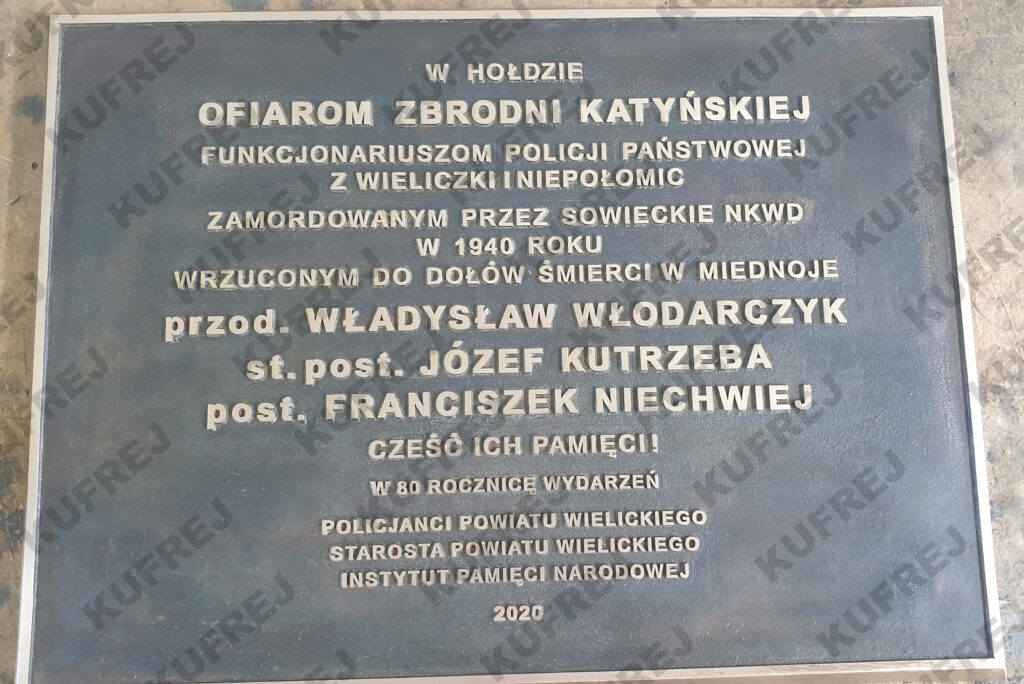 W HOŁDZIE
OFIAROM ZBRODNI KATYŃSKIEJ
FUNKCJONARIUSZOM POLICJI PAŃSTWOWEJ
Z WIELICZKI I NIEPOŁOMIC
ZAMORDOWANYM PRZEZ SOWIECKIE NKWD
W 1940 ROKU
WRZUCONYM DO DOŁÓW ŚMIERCI W MIEDNOJE
przod. WŁADYSŁAW WŁODARCZYK
st. post. JÓZEF KUTRZEBA
post. FRANCISZEK NIECHWIEJ
CZEŚĆ ICH PAMIĘCI!
W 80 ROCZNICĘ WYDARZEŃ
POLICJANCI POWIATU WIELICKIEGO
STAROSTA POWIATU WIELICKIEGO
INSTYTUT PAMIĘCI NARODOWEJ
2020
KUFREJ